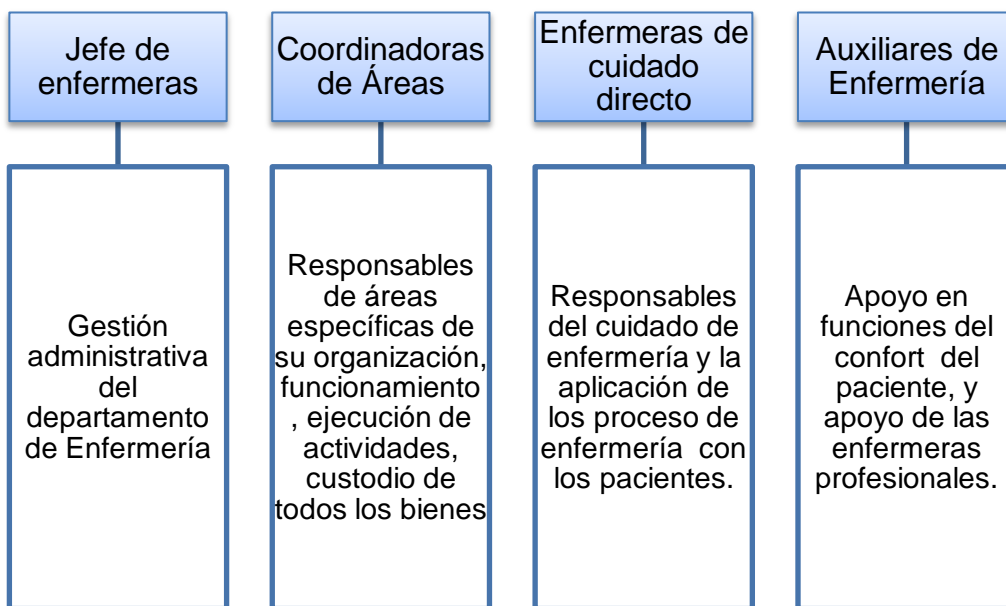 Jefe de
enfermeras
Gestión
administrativa
del
departamento
de Enfermería
Coordinadoras
de Áreas
Responsables
de áreas
específicas de
su organización,
funcionamiento
, ejecución de
actividades,
custodio de
todos los bienes
Enfermeras de
cuidado
directo
Responsables
del cuidado de
enfermería y la
aplicación de
los proceso de
enfermería con
los pacientes.
Auxiliares de
Enfermería
Apoyo en
funciones del
confort del
paciente, y
apoyo de las
enfermeras
profesionales.